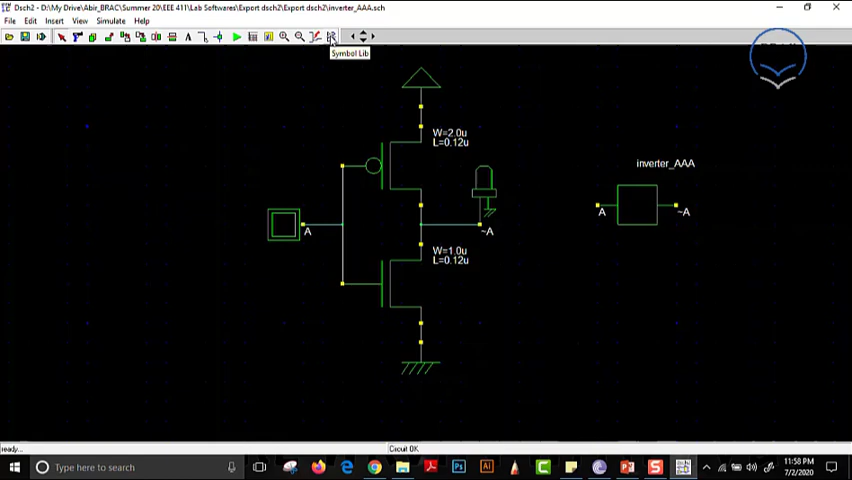 Dsch2 - D:\My Drive\Abir_BRAC\Summer 20\EEE 411\Lab Softwares\Export dsch2\Export dsch2\inverter_AAA.sch
File Edit Insert View Simulate Help
A
Symbol Lib
W=2.0u
L=0.12u
inverter_AAA
A ~A
A ~A
W=1.0u
L=0.12u
ready... Circuit OK
Type here to search
11:58 PM
7/2/2020